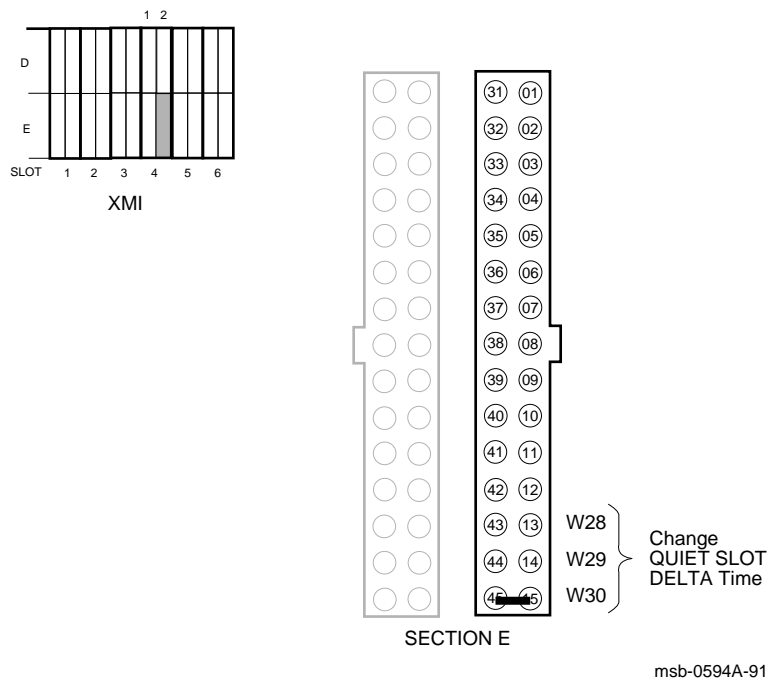 1 2
D
E
SLOT 1 2 3 4 5 6
XMI
31 01
32 02
33 03
34 04
35 05
36 06
37 07
38 08
39 09
40 10
41 11
42 12
43 13 W28
44 14 W29
45 15 W30
Change
QUIET SLOT
DELTA Time
SECTION E
msb-0594A-91